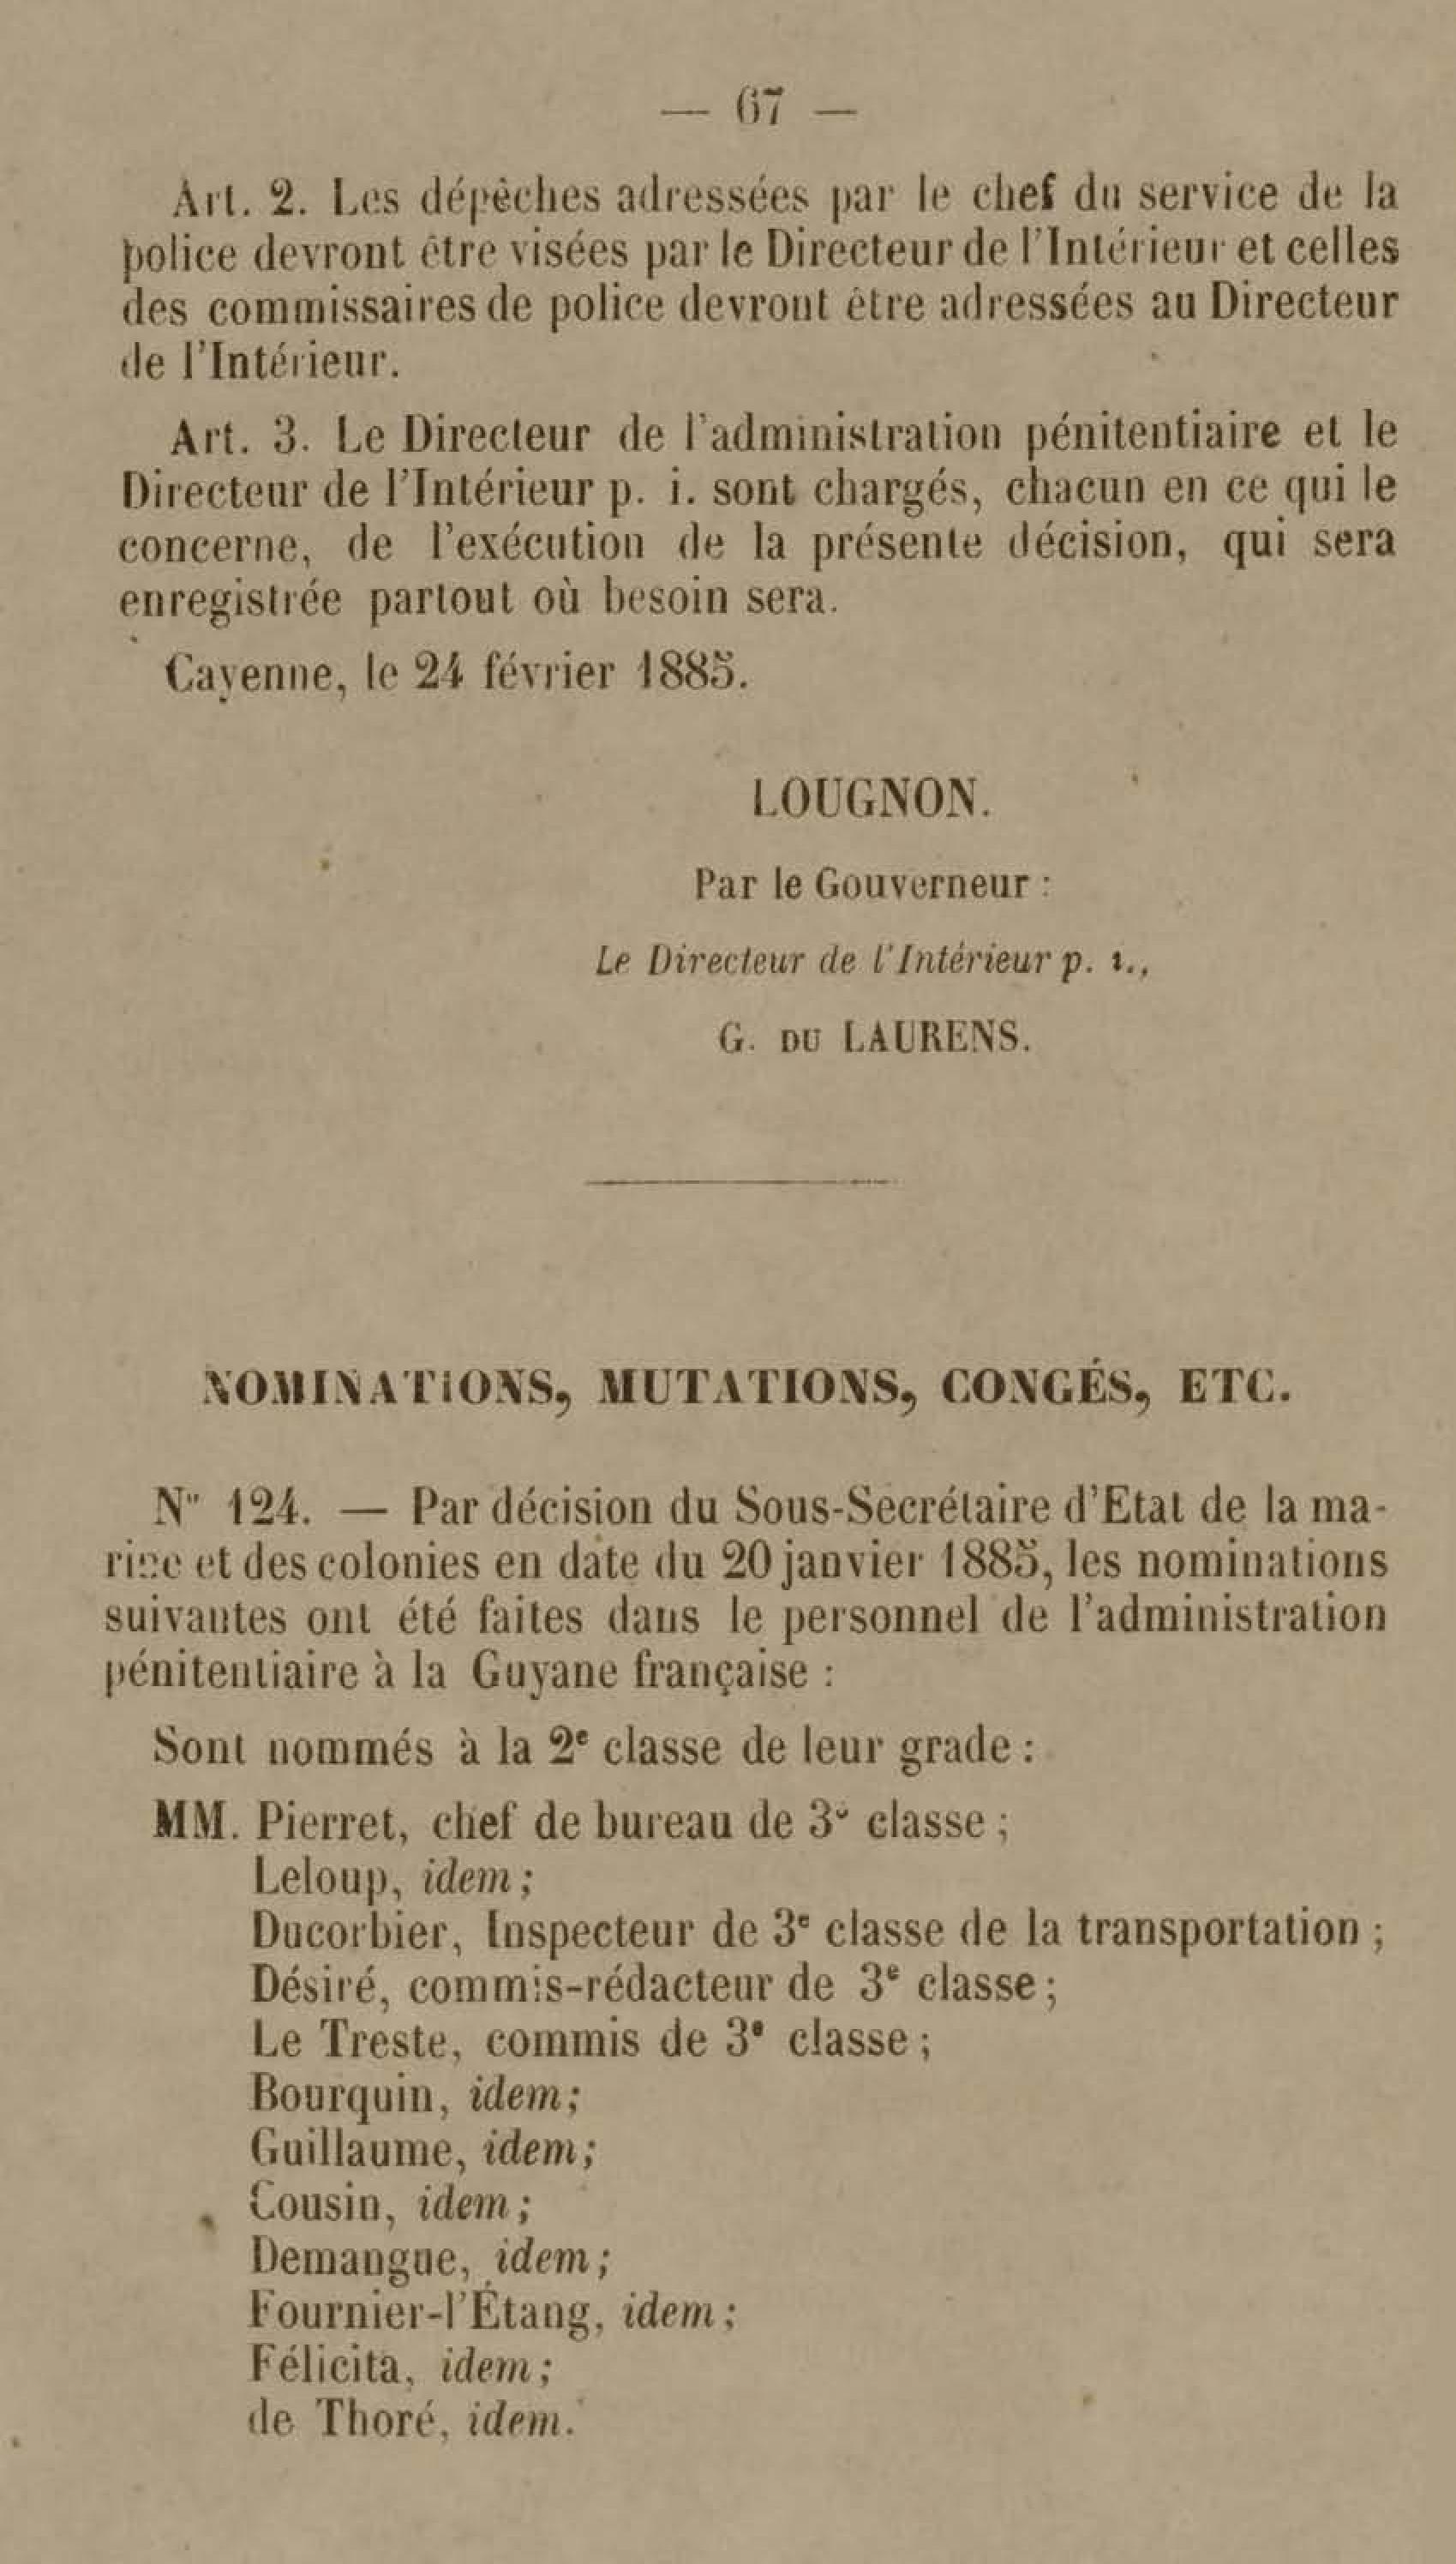 — 67 —
Art. 2. Les dépêches adressées par le chef du service de la
police devront être visées par le Directeur de l'Intérieur et celles
des commissaires de police devront être adressées au Directeur
de l'Intérieur.
Art. 3. Le Directeur de l'administration pénitentiaire et le
Directeur de l'Intérieur p. i. sont chargés, chacun en ce qui le
concerne, de l'exécution de la présente décision, qui sera
enregistrée partout où besoin sera.
Cayenne, le 24 février 1885.
LOUGNON.
Par le Gouverneur :
Le Directeur de l'Intérieur p. i.,
G. DU LAURENS.
NOMINATIONS, MUTATIONS, CONGÉS, ETC.
N° 124. — Par décision du Sous-Secrétaire d'Etat de la ma-
rine et des colonies en date du 20 janvier 1885, les nominations
suivantes ont été faites dans le personnel de l'administration
pénitentiaire à la Guyane française :
Sont nommés à la 2e classe de leur grade :
MM. Pierret, chef de bureau de 3e classe ;
Leloup, idem ;
Ducorbier, Inspecteur de 3e classe de la transportation ;
Désiré, commis-rédacteur de 3e classe ;
Le Treste, commis de 3e classe ;
Bourquin, idem ;
Guillaume, idem ;
Cousin, idem ;
Demangue, idem ;
Fournier-l'Étang, idem ;
Félicita, idem ;
de Thoré, idem.